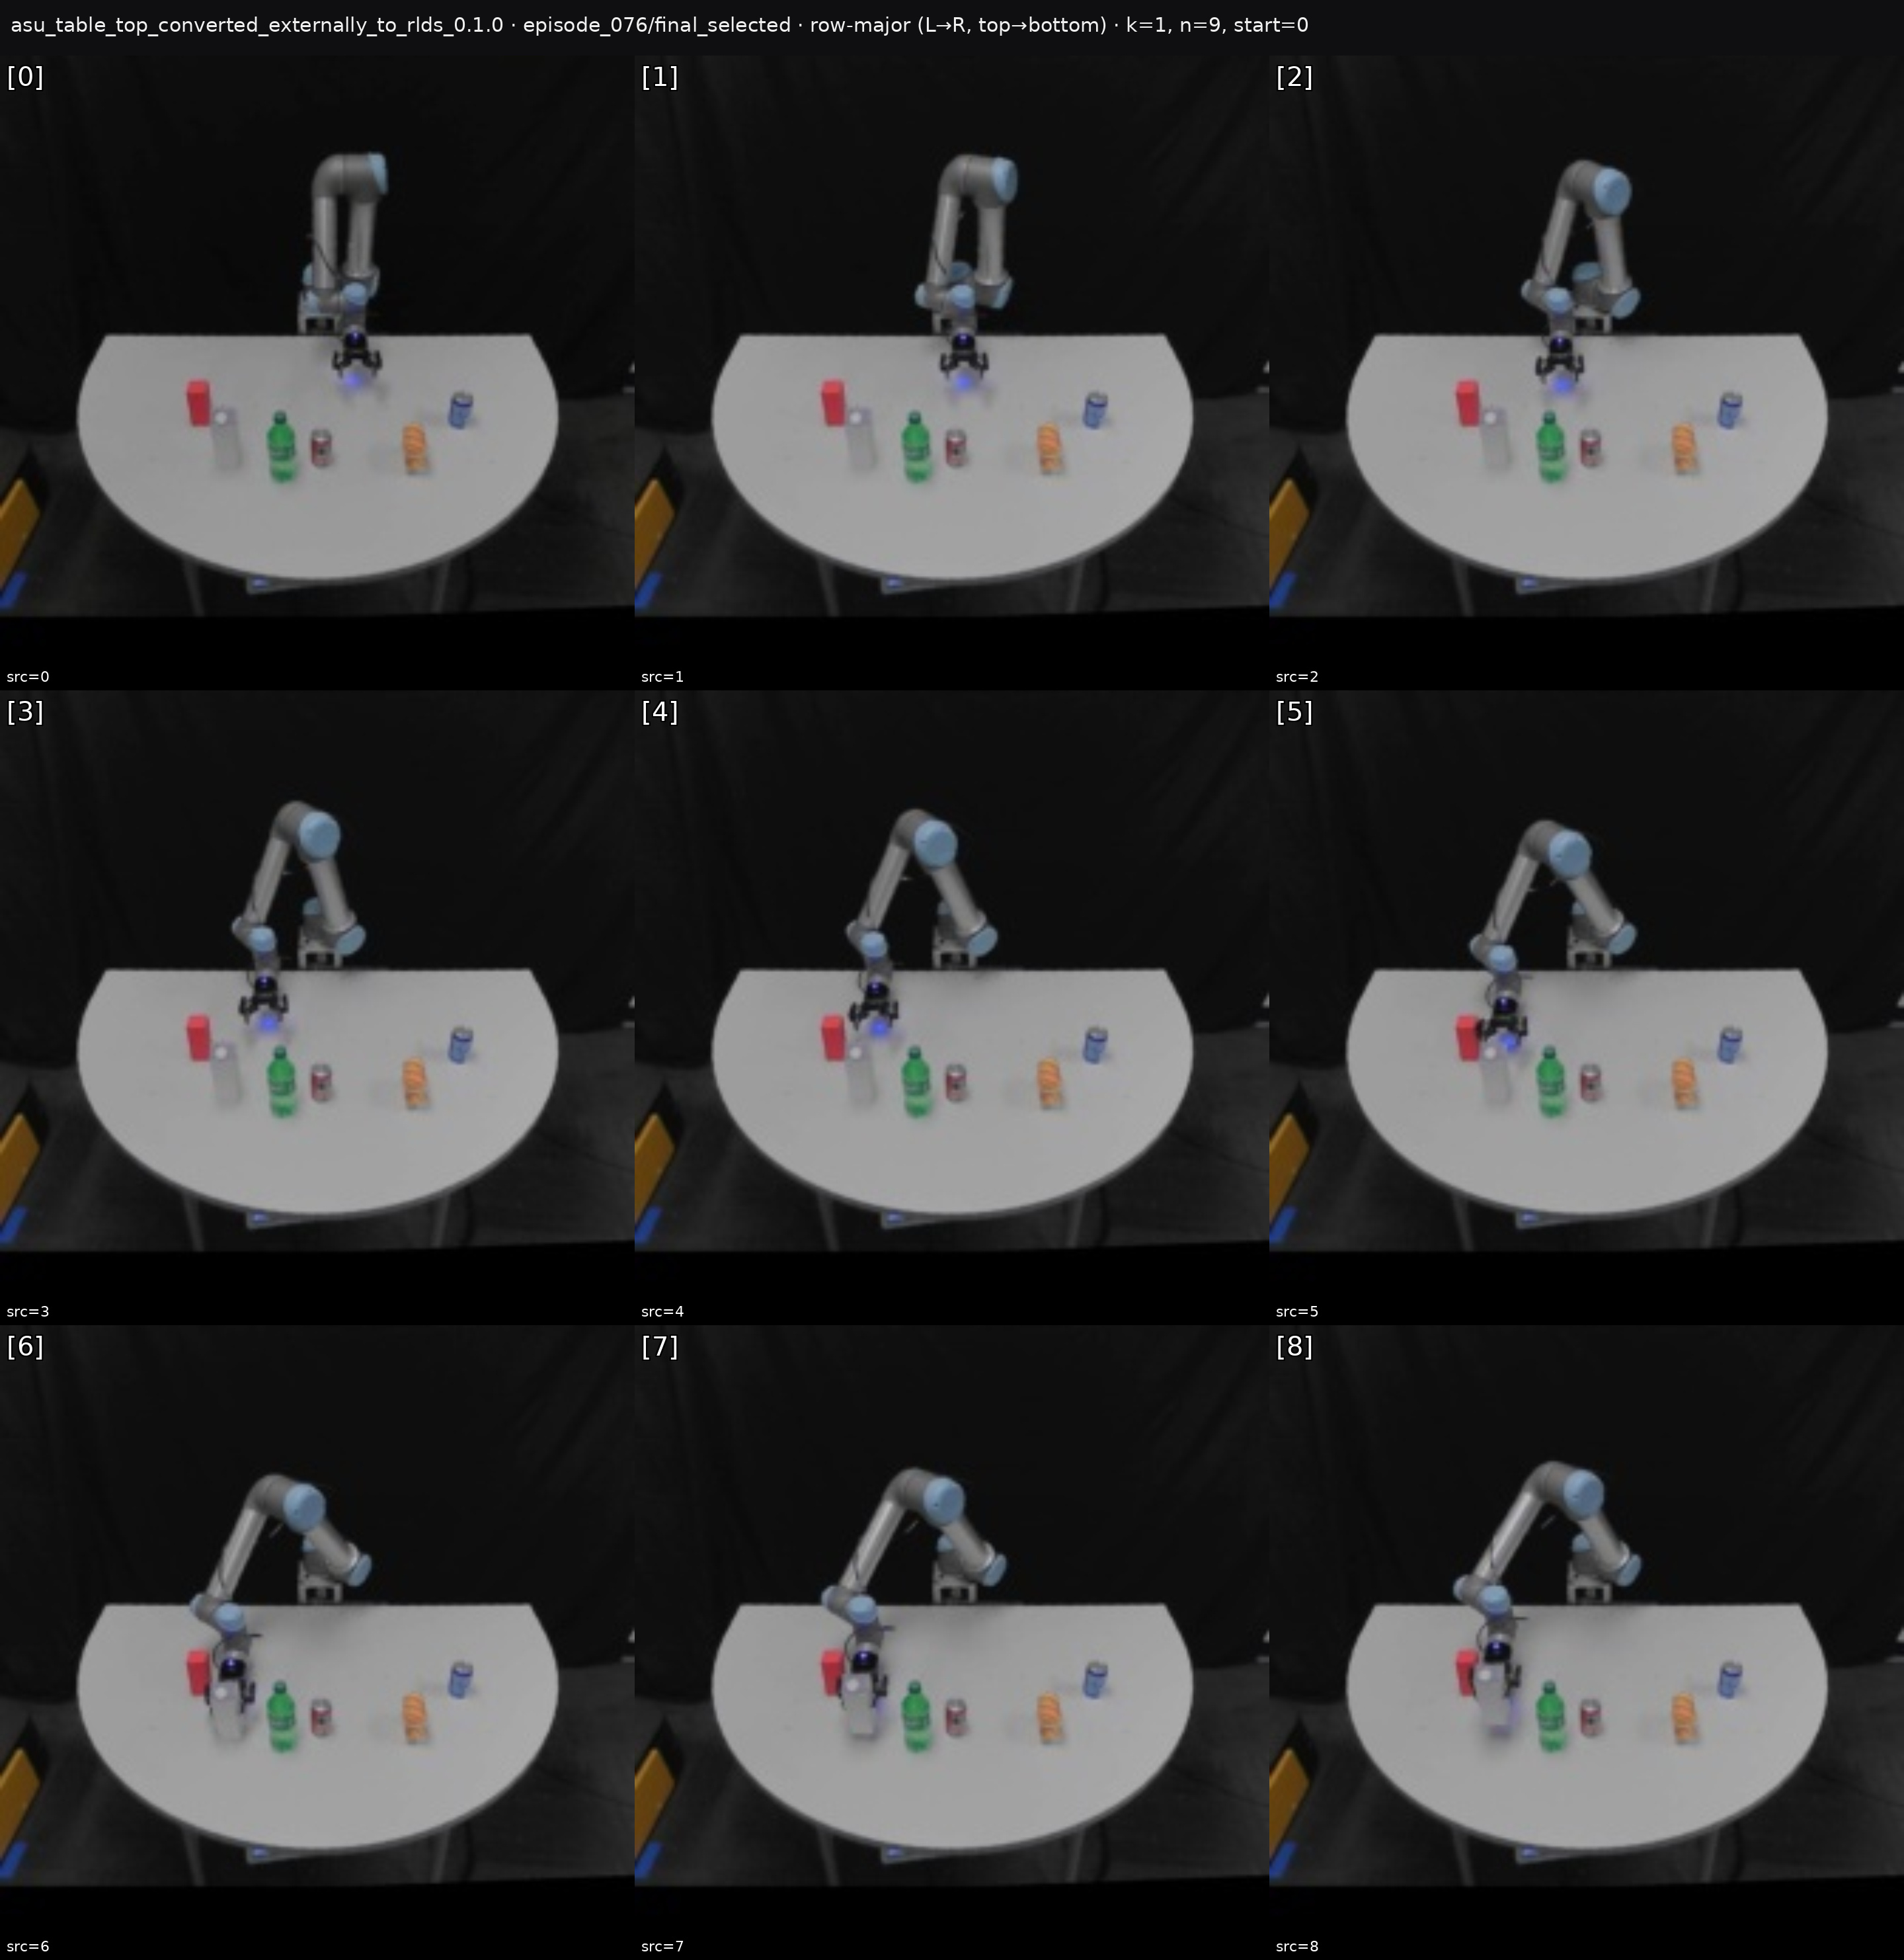 asu_table_top_converted_externally_to_rlds_0.1.0 · episode_076/final_selected · row-major (L→R, top→bottom) · k=1, n=9, start=0
[0]
[1]
[2]
src=0
src=1
src=2
[3]
[4]
[5]
src=3
src=4
src=5
[6]
[7]
[8]
src=6
src=7
src=8